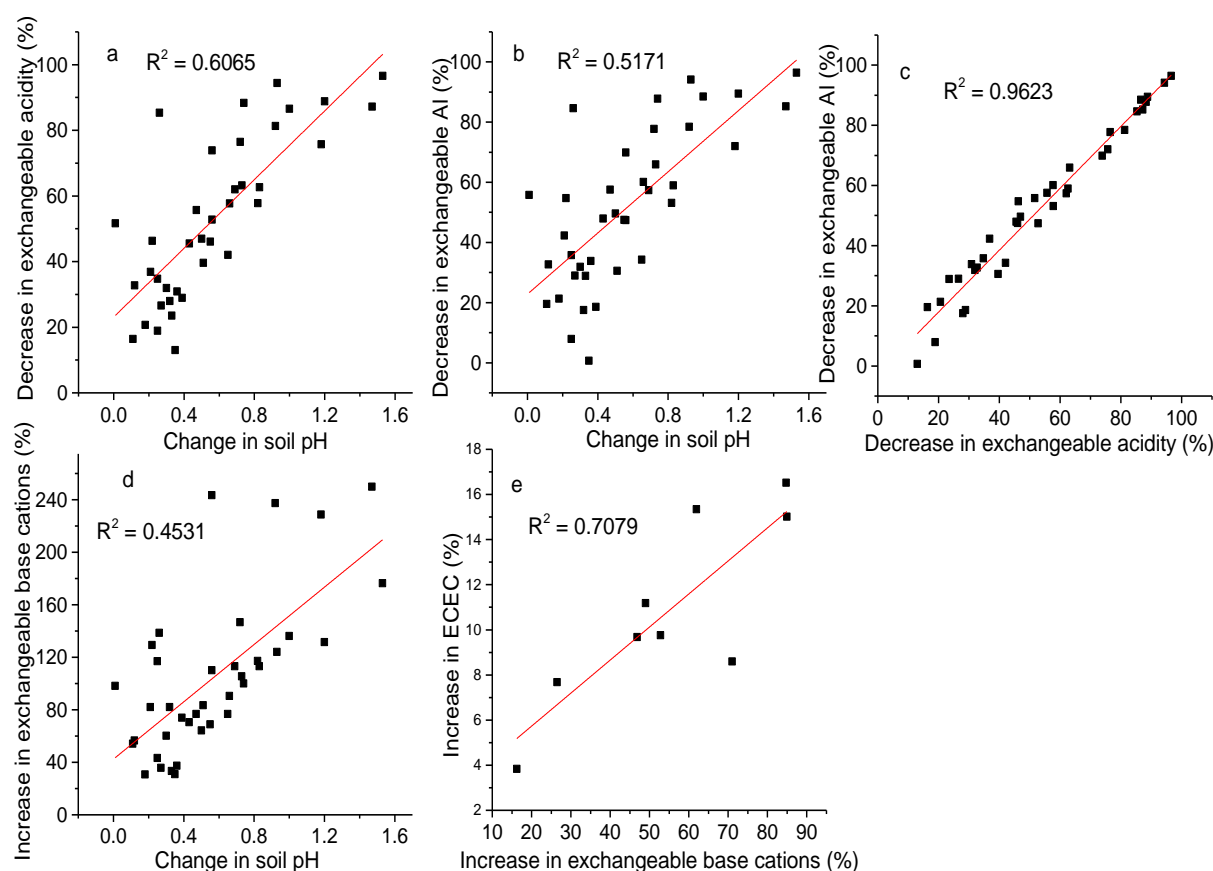 a
R² = 0.6065
Decrease in exchangeable acidity (%)
100
80
60
40
20
0
0.0 0.4 0.8 1.2 1.6
Change in soil pH
b
R² = 0.5171
Decrease in exchangeable Al (%)
100
80
60
40
20
0
0.0 0.4 0.8 1.2 1.6
Change in soil pH
c
R² = 0.9623
Decrease in exchangeable Al (%)
100
80
60
40
20
0
0 20 40 60 80 100
Decrease in exchangeable acidity (%)
d
R² = 0.4531
Increase in exchangeable base cations (%)
240
200
160
120
80
40
0
0.0 0.4 0.8 1.2 1.6
Change in soil pH
e
R² = 0.7079
Increase in ECEC (%)
18
16
14
12
10
8
6
4
2
10 20 30 40 50 60 70 80 90
Increase in exchangeable base cations (%)